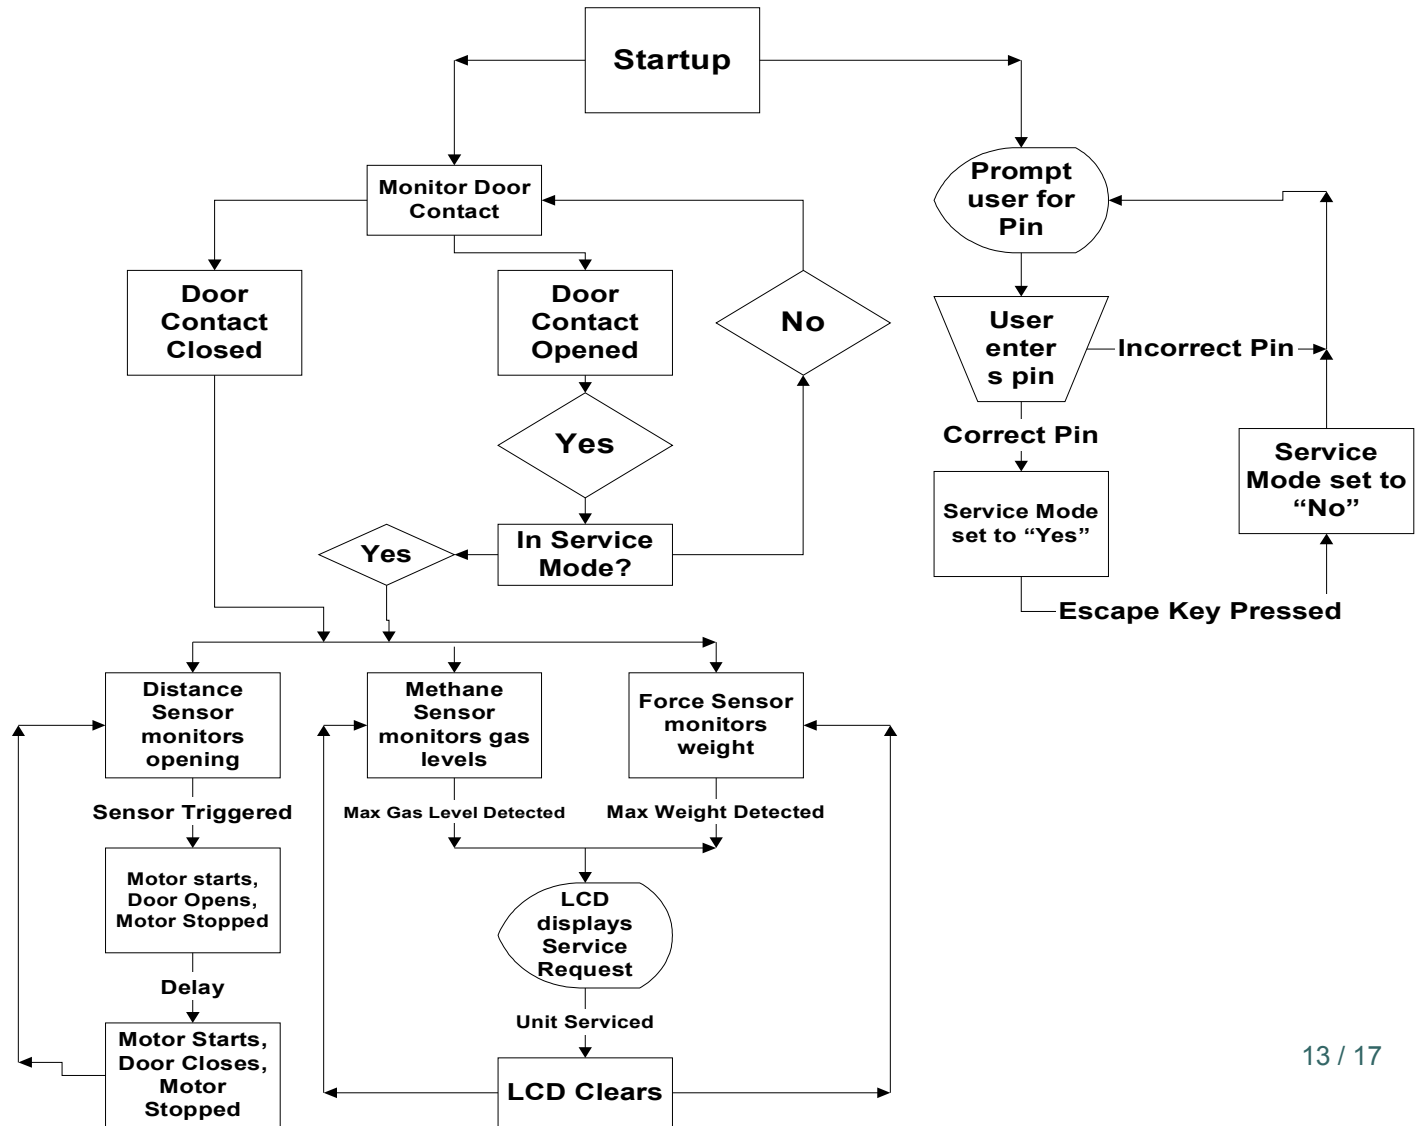 Startup
Monitor Door
Contact
Prompt
user for
Pin
Door
Contact
Closed
Door
Contact
Opened
No
User
enter
s pin
Incorrect Pin
Yes
Correct Pin
Service
Mode set to
“No”
Service Mode
set to “Yes”
Yes
In Service
Mode?
Escape Key Pressed
Distance
Sensor
monitors
opening
Methane
Sensor
monitors gas
levels
Force Sensor
monitors
weight
Sensor Triggered
Max Gas Level Detected
Max Weight Detected
Motor starts,
Door Opens,
Motor Stopped
LCD
displays
Service
Request
Delay
Unit Serviced
Motor Starts,
Door Closes,
Motor
Stopped
LCD Clears
13 / 17